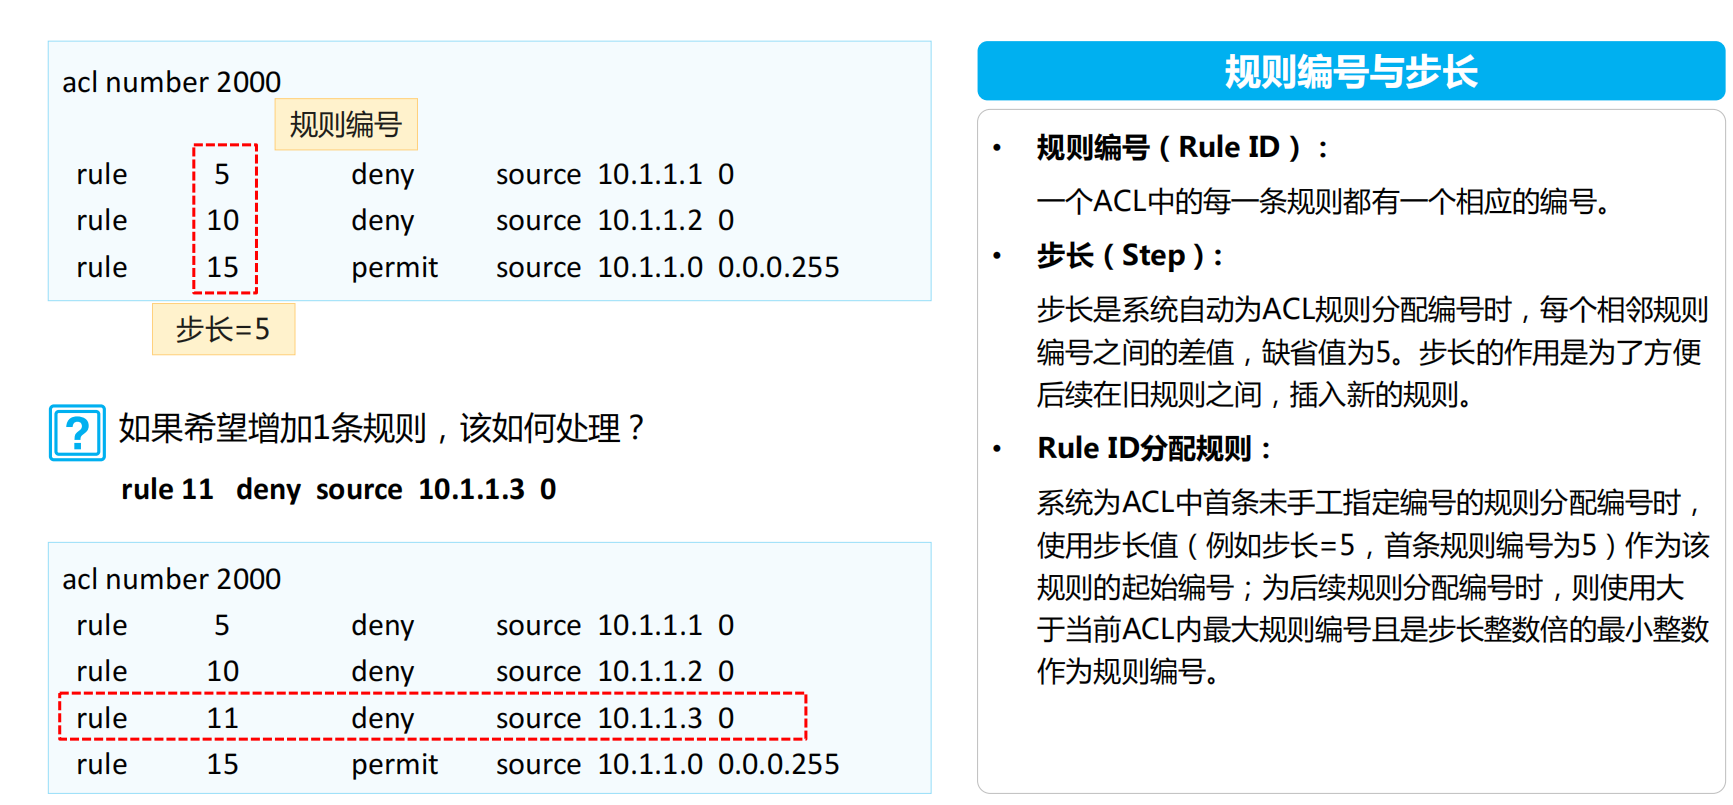 acl number 2000
规则编号
rule 5 deny source 10.1.1.1 0
rule 10 deny source 10.1.1.2 0
rule 15 permit source 10.1.1.0 0.0.0.255
步长=5
? 如果希望增加1条规则，该如何处理？
rule 11 deny source 10.1.1.3 0
acl number 2000
rule 5 deny source 10.1.1.1 0
rule 10 deny source 10.1.1.2 0
rule 11 deny source 10.1.1.3 0
rule 15 permit source 10.1.1.0 0.0.0.255
规则编号与步长
• 规则编号（Rule ID）：
一个ACL中的每一条规则都有一个相应的编号。
• 步长（Step）：
步长是系统自动为ACL规则分配编号时，每个相邻规则
编号之间的差值，缺省值为5。步长的作用是为了方便
后续在旧规则之间，插入新的规则。
• Rule ID分配规则：
系统为ACL中首条未手工指定编号的规则分配编号时，
使用步长值（例如步长=5，首条规则编号为5）作为该
规则的起始编号；为后续规则分配编号时，则使用大
于当前ACL内最大规则编号且是步长整数倍的最小整数
作为规则编号。